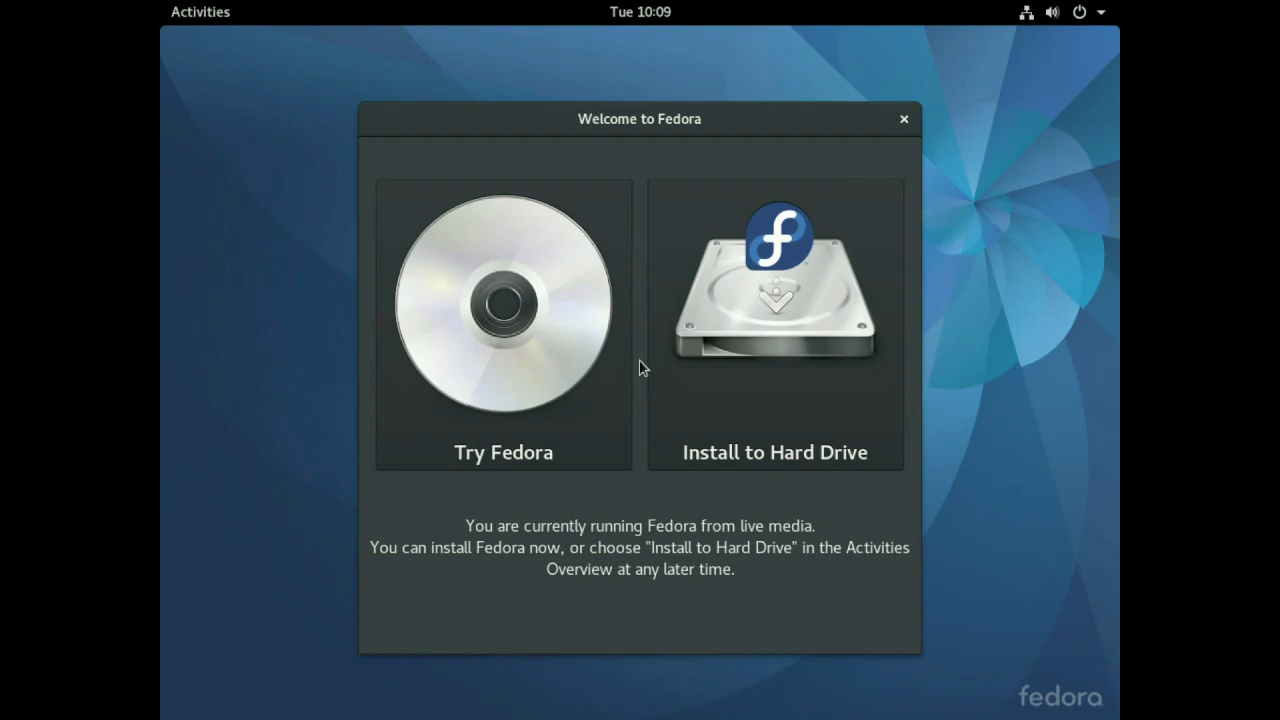 Activities
Tue 10:09
Welcome to Fedora
Try Fedora
Install to Hard Drive
You are currently running Fedora from live media.
You can install Fedora now, or choose "Install to Hard Drive" in the Activities
Overview at any later time.
fedora